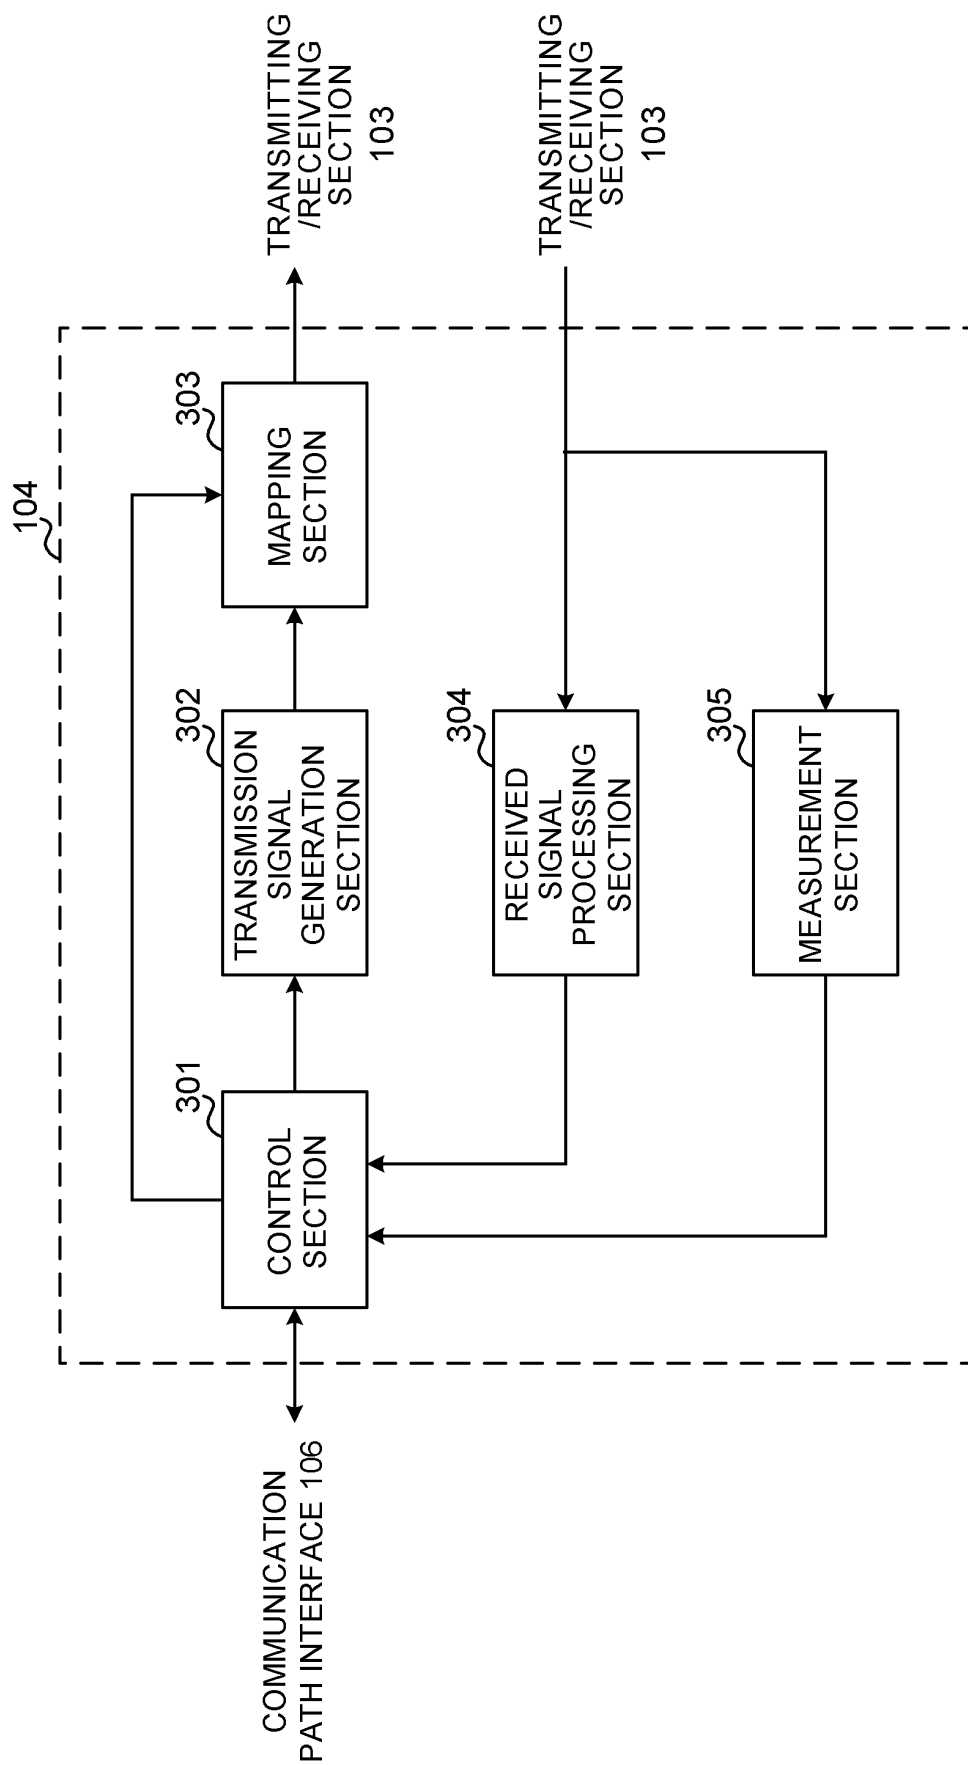 104
COMMUNICATION
PATH INTERFACE 106
301
CONTROL
SECTION
302
TRANSMISSION
SIGNAL
GENERATION
SECTION
303
MAPPING
SECTION
TRANSMITTING
/RECEIVING
SECTION
103
304
RECEIVED
SIGNAL
PROCESSING
SECTION
TRANSMITTING
/RECEIVING
SECTION
103
305
MEASUREMENT
SECTION